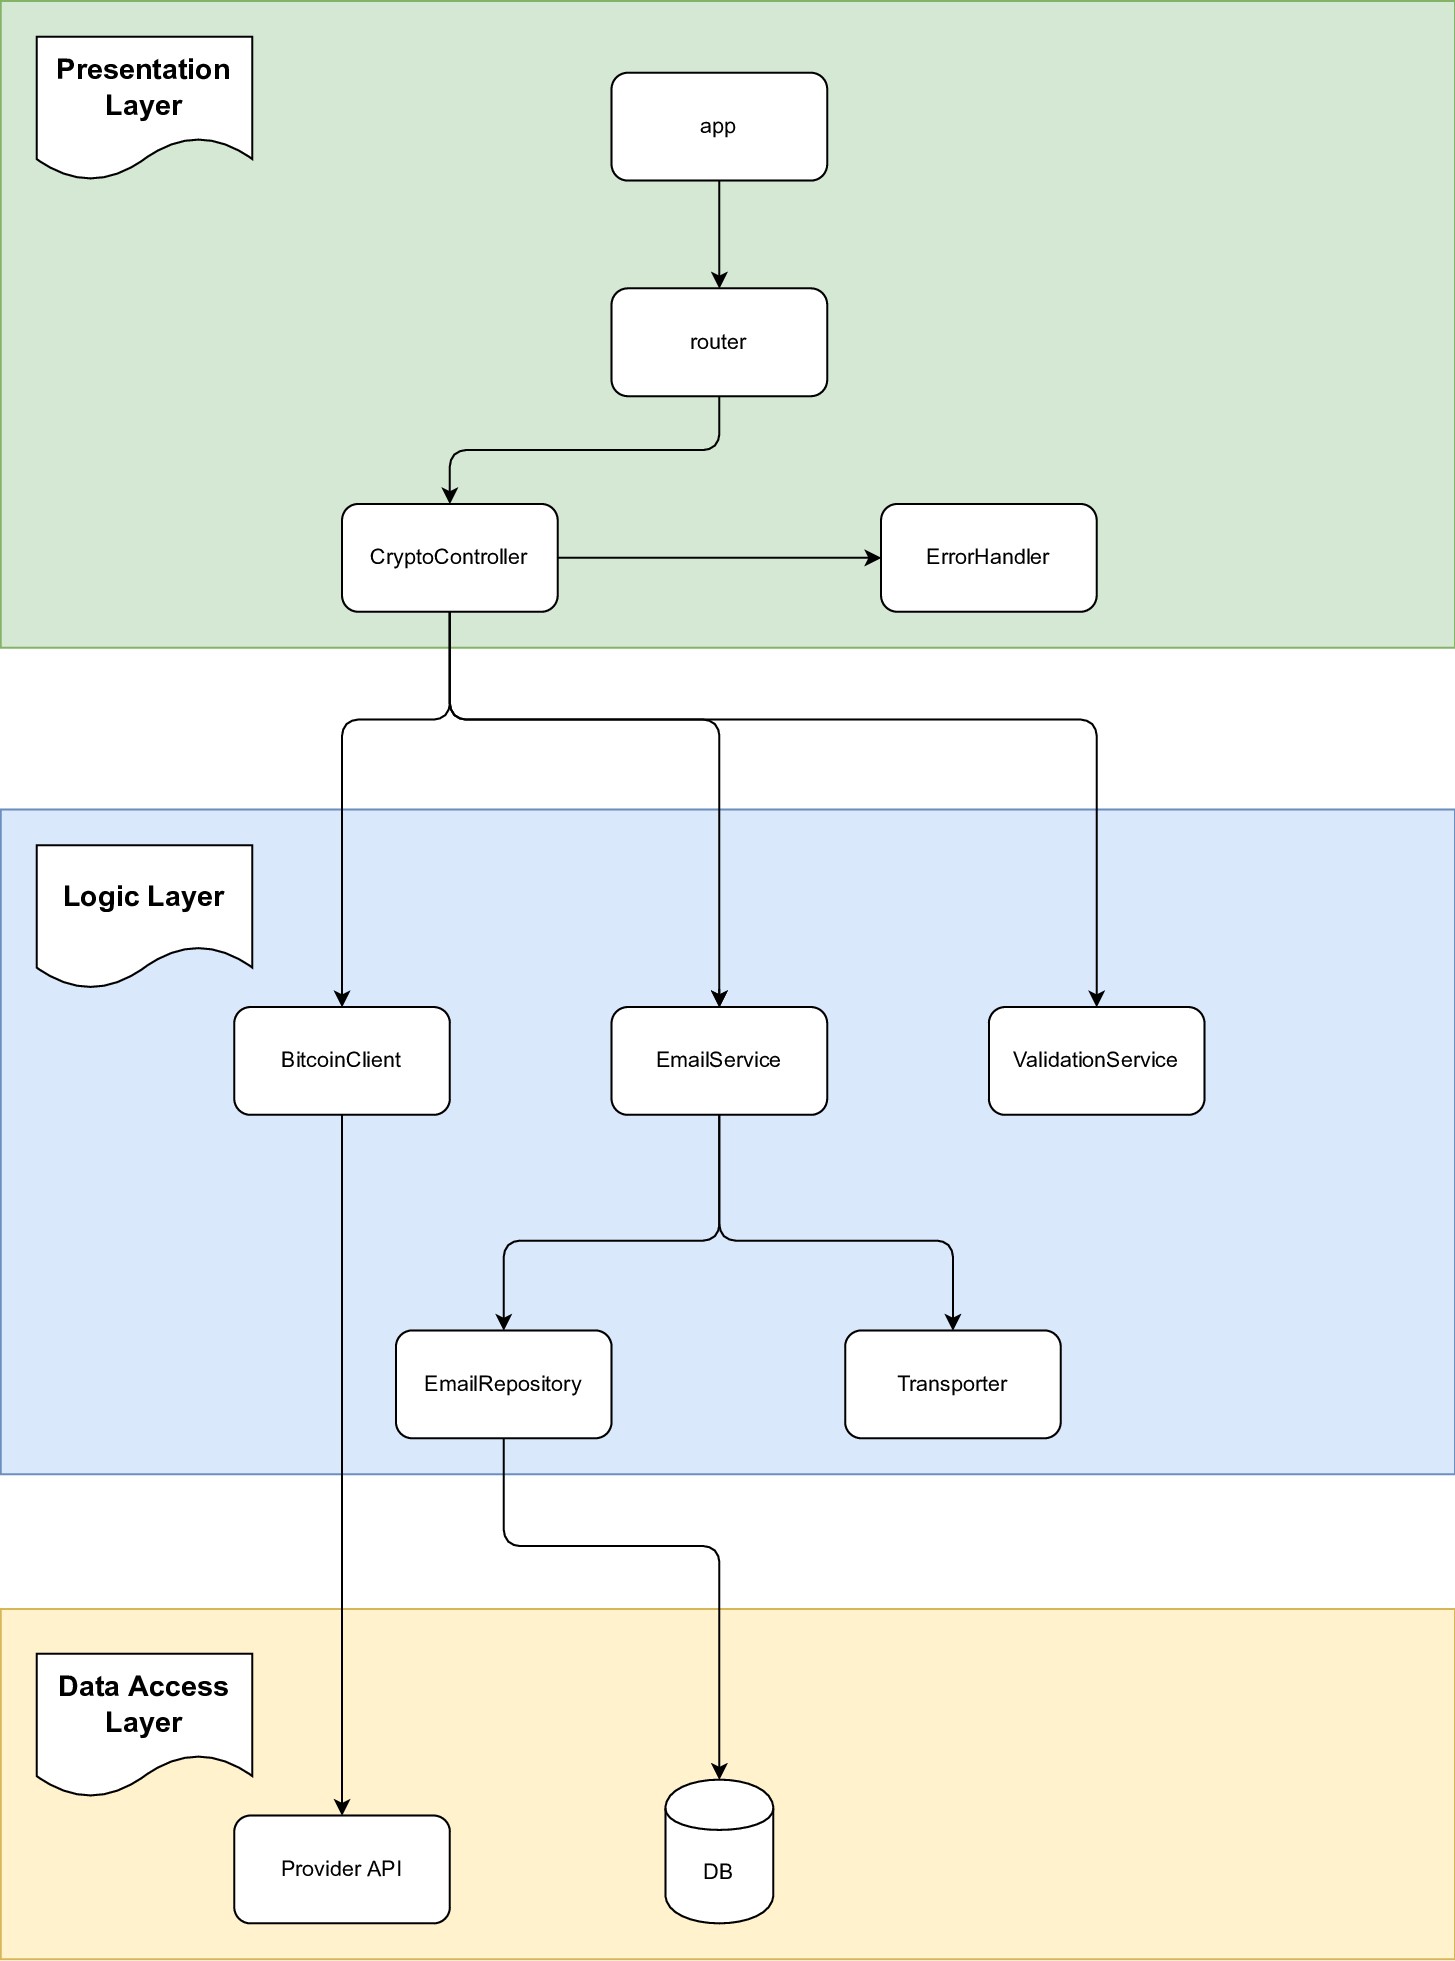 Presentation
Layer
app
router
CryptoController
ErrorHandler
Logic Layer
BitcoinClient
EmailService
ValidationService
EmailRepository
Transporter
Data Access
Layer
Provider API
DB